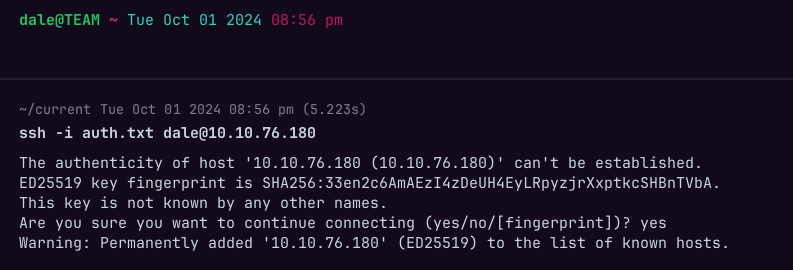 dale@TEAM ~ Tue Oct 01 2024 08:56 pm
~/current Tue Oct 01 2024 08:56 pm (5.223s)
ssh -i auth.txt dale@10.10.76.180
The authenticity of host '10.10.76.180 (10.10.76.180)' can't be established.
ED25519 key fingerprint is SHA256:33en2c6AmAEzI4zDeUH4EyLRpyzjrXxptkcSHBnTVbA.
This key is not known by any other names.
Are you sure you want to continue connecting (yes/no/[fingerprint])? yes
Warning: Permanently added '10.10.76.180' (ED25519) to the list of known hosts.